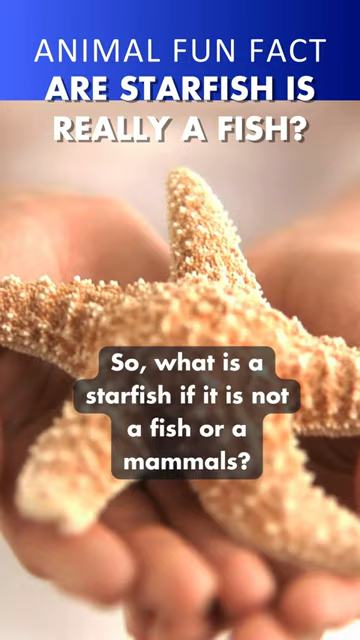 ANIMAL FUN FACT
ARE STARFISH IS
REALLY A FISH?
So, what is a
starfish if it is not
a fish or a
mammals?